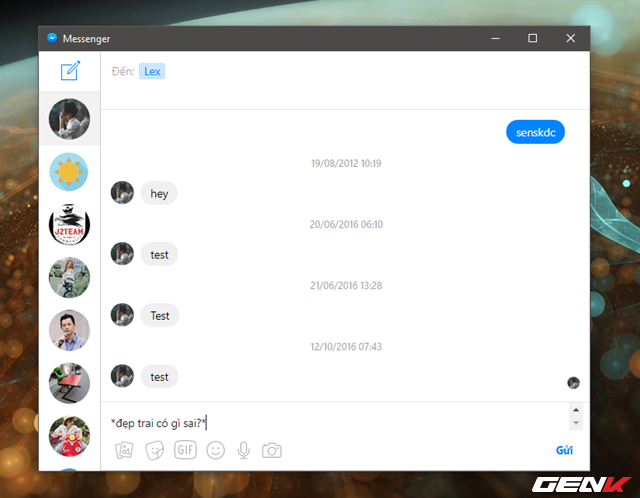 Messenger
Đến: Lex
senskdc
19/08/2012 10:19
hey
20/06/2016 06:10
test
21/06/2016 13:28
Test
12/10/2016 07:43
test
J2TEAM
*đẹp trai có gì sai?*
GIF
Gửi
GENK